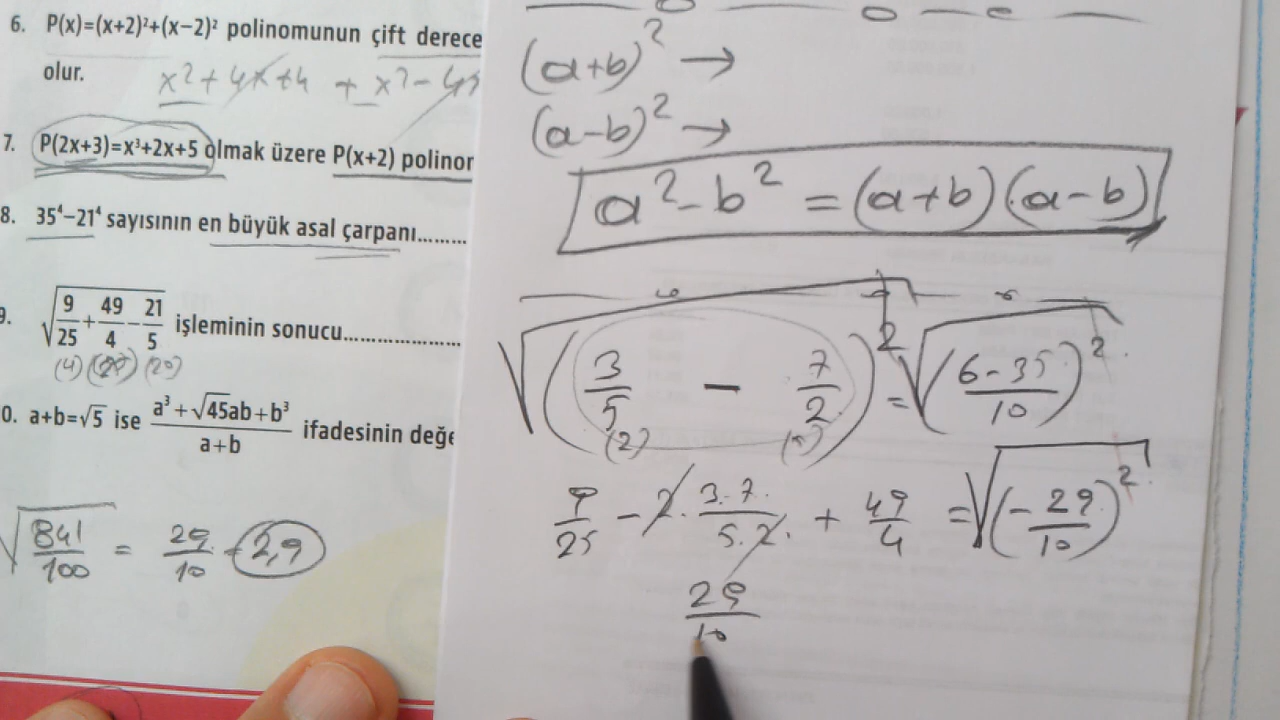 6. P(x)=(x+2)²+(x−2)² polinomunun çift derece
olur.
x²+4x+4 + x²−4x
7. P(2x+3)=x³+2x+5 olmak üzere P(x+2) polinor
8. 35⁴−21⁴ sayısının en büyük asal çarpanı........
9. √(9/25+49/4−21/5) işleminin sonucu.....................
(4) (25) (20)
0. a+b=√5 ise (a³+√45ab+b³)/(a+b) ifadesinin değe
√(841/100) = 29/10 = 2,9
(a+b)² →
(a−b)² →
a²−b² = (a+b)(a−b)
√(3/5 − 7/2)² = √((6−35)/10)²
(2)
9/25 − 2·(3·7)/(5·2) + 49/4 = √(−29/10)²
29/10